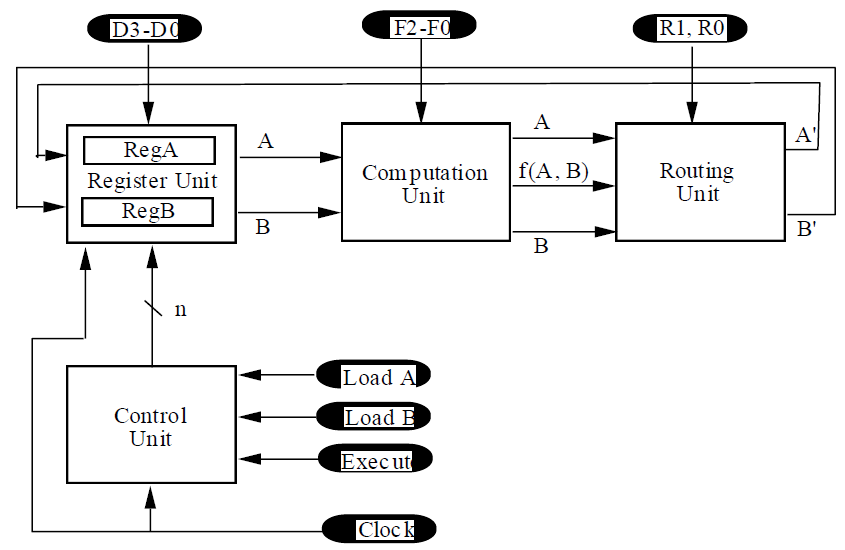 D3-D0
F2-F0
R1, R0
RegA
Register Unit
RegB
A
B
Computation
Unit
A
f(A, B)
B
Routing
Unit
A'
B'
n
Control
Unit
Load A
Load B
Execute
Clock